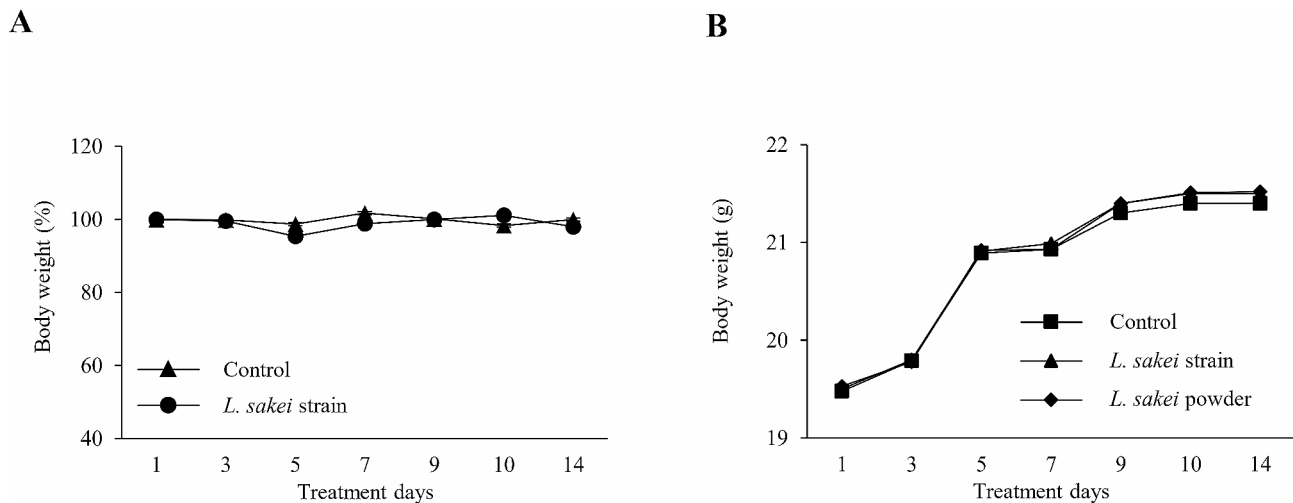 A
Body weight (%)
120
100
80
60
40
Control
L. sakei strain
1 3 5 7 9 10 14
Treatment days
B
Body weight (g)
22
21
20
19
Control
L. sakei strain
L. sakei powder
1 3 5 7 9 10 14
Treatment days